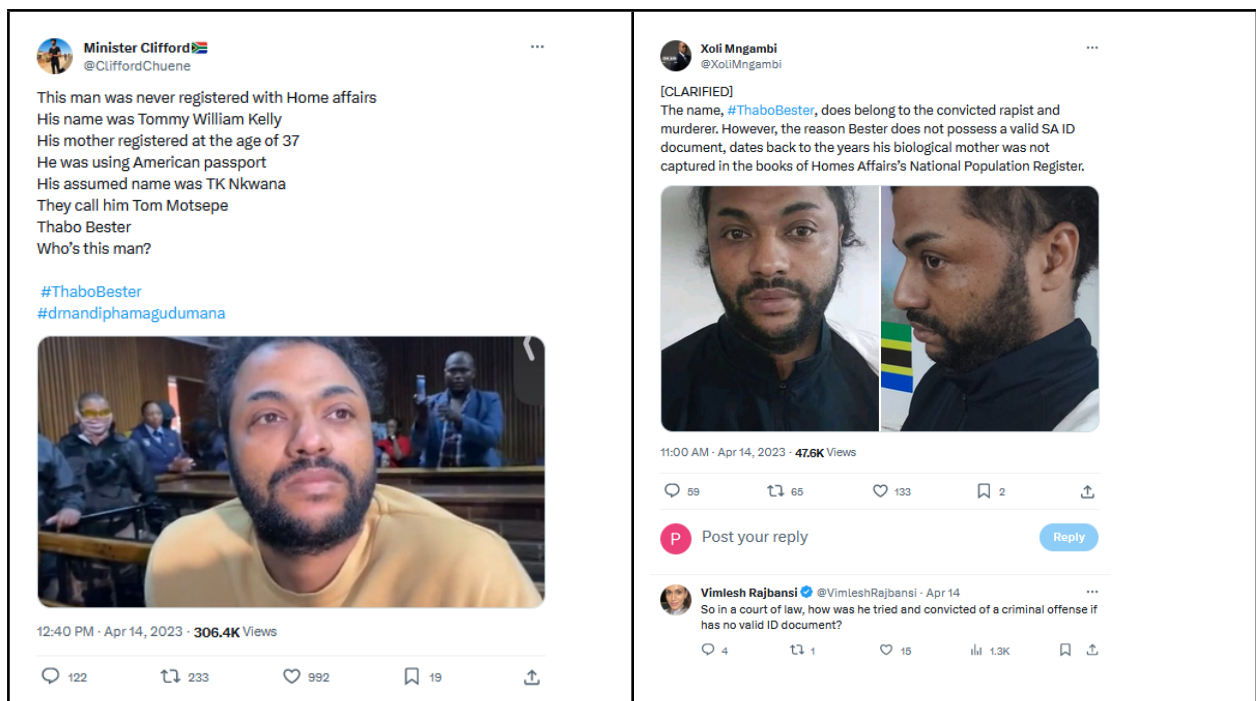 Minister Clifford🇿🇦
@CliffordChuene
This man was never registered with Home affairs
His name was Tommy William Kelly
His mother registered at the age of 37
He was using American passport
His assumed name was TK Nkwana
They call him Tom Motsepe
Thabo Bester
Who's this man?
#ThaboBester
#drnandiphamagudumana
12:40 PM · Apr 14, 2023 · 306.4K Views
122 233 992 19
Xoli Mngambi
@XoliMngambi
[CLARIFIED]
The name, #ThaboBester, does belong to the convicted rapist and
murderer. However, the reason Bester does not possess a valid SA ID
document, dates back to the years his biological mother was not
captured in the books of Homes Affairs's National Population Register.
11:00 AM · Apr 14, 2023 · 47.6K Views
59 65 133 2
P Post your reply Reply
Vimlesh Rajbansi @VimleshRajbansi · Apr 14
So in a court of law, how was he tried and convicted of a criminal offense if
has no valid ID document?
4 1 15 1.3K